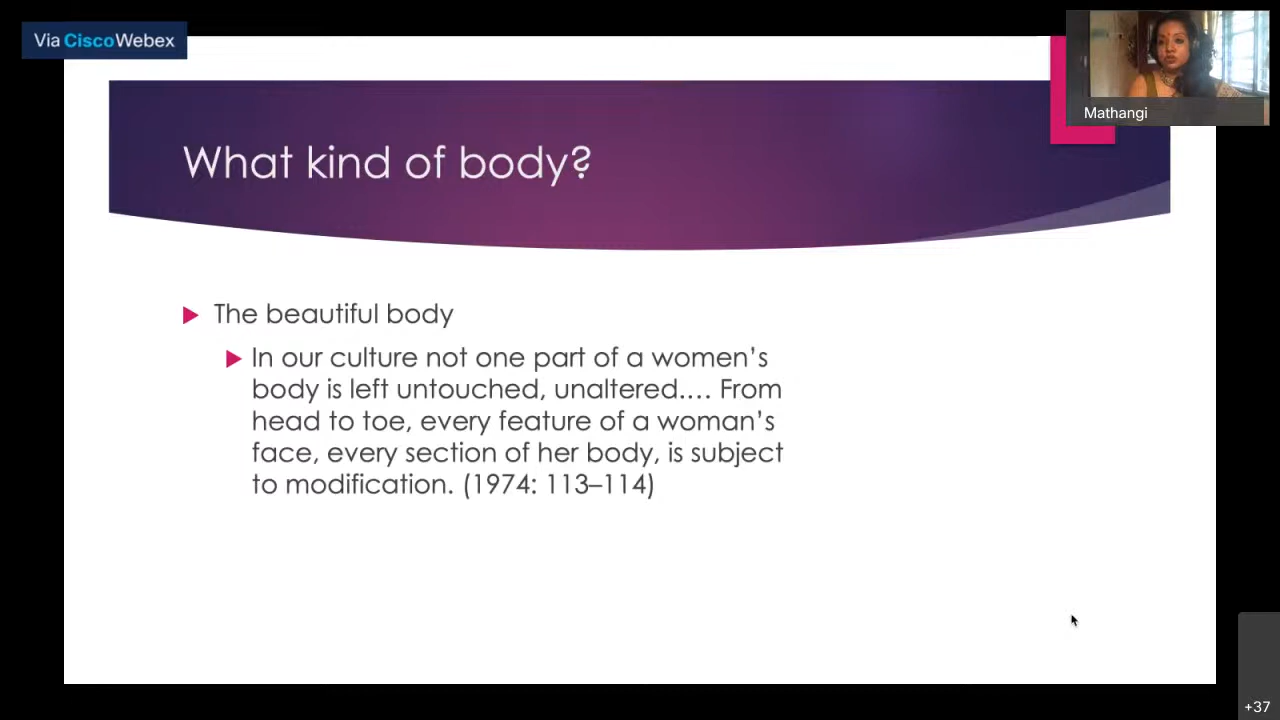 Via CiscoWebex
Mathangi
What kind of body?
The beautiful body
In our culture not one part of a women’s
body is left untouched, unaltered…. From
head to toe, every feature of a woman’s
face, every section of her body, is subject
to modification. (1974: 113–114)
+37